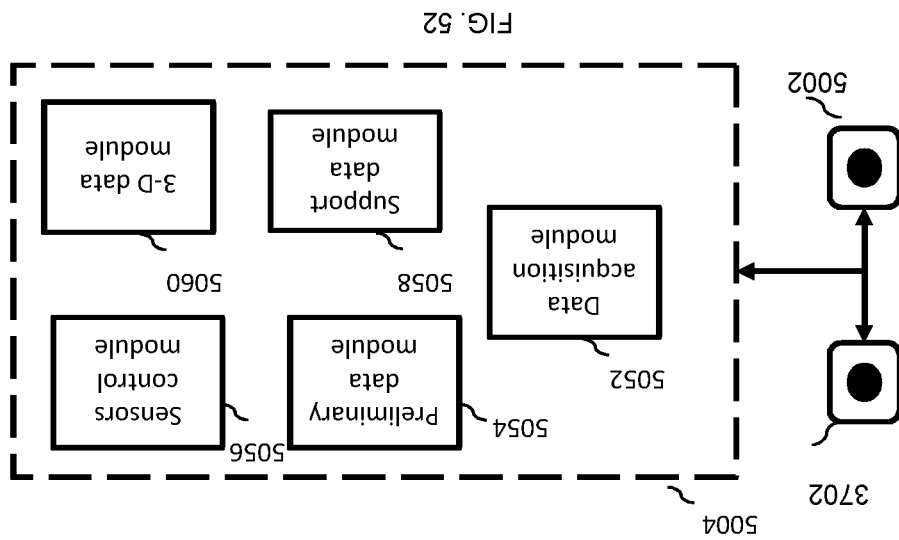 5004
3702
5052
Data
acquisition
module
5054
Preliminary
data
module
5056
Sensors
control
module
5058
Support
data
module
5060
3-D data
module
5002
FIG. 52